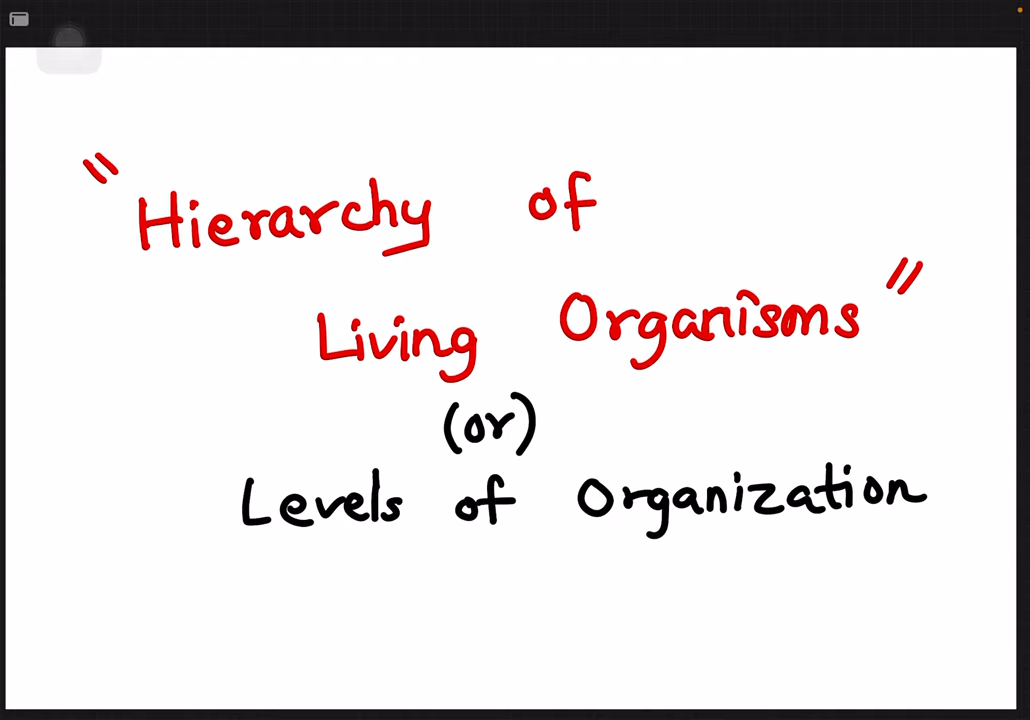 "Hierarchy of
Living Organisms"
(or)
Levels of Organization